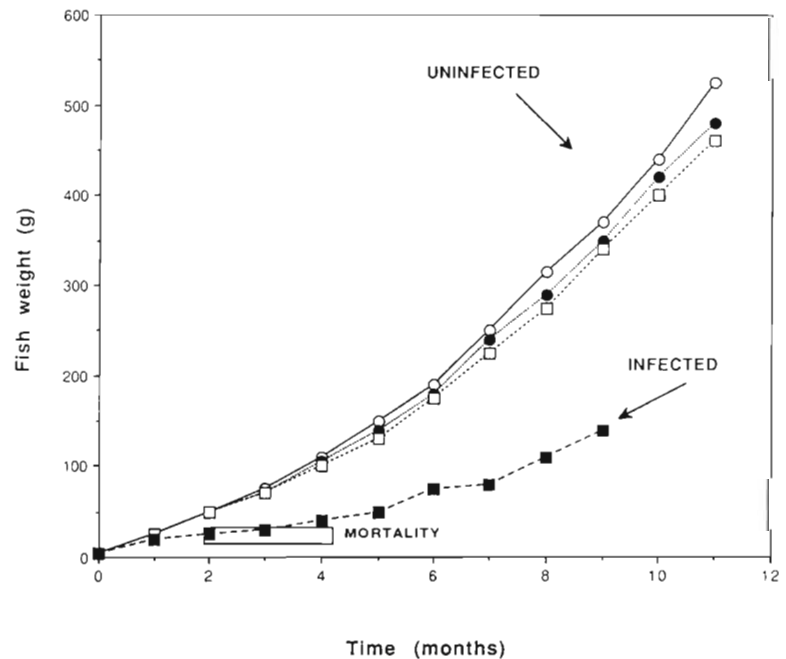 600
UNINFECTED
500
400
Fish weight (g)
300
INFECTED
200
100
MORTALITY
0
0 2 4 6 8 10 12
Time (months)